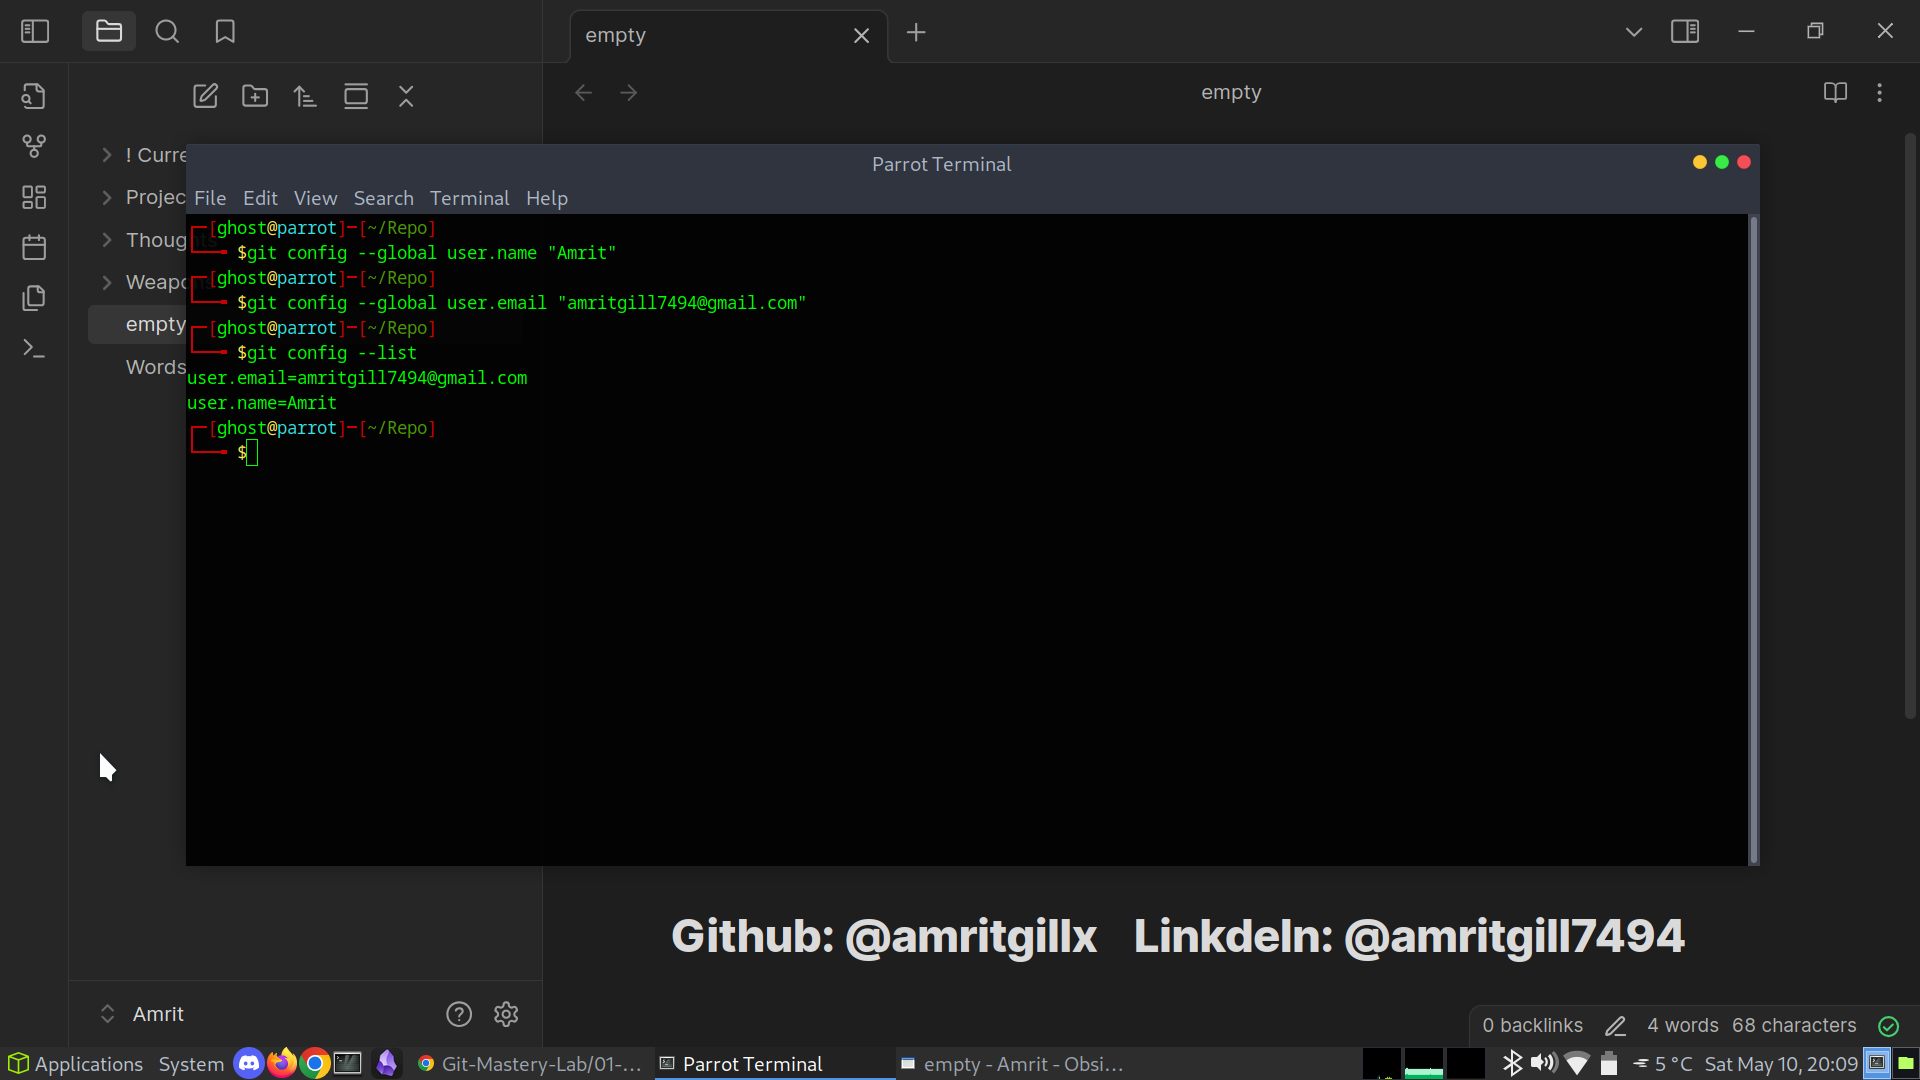 empty
empty
! Curre
Projec
Though
Weapo
empty
Words
Parrot Terminal
File Edit View Search Terminal Help
[ghost@parrot]─[~/Repo]
$git config --global user.name "Amrit"
[ghost@parrot]─[~/Repo]
$git config --global user.email "amritgill7494@gmail.com"
[ghost@parrot]─[~/Repo]
$git config --list
user.email=amritgill7494@gmail.com
user.name=Amrit
[ghost@parrot]─[~/Repo]
$
Github: @amritgillx Linkdeln: @amritgill7494
Amrit
0 backlinks 4 words 68 characters
Applications System Git-Mastery-Lab/01-... Parrot Terminal empty - Amrit - Obsi... 5 °C Sat May 10, 20:09